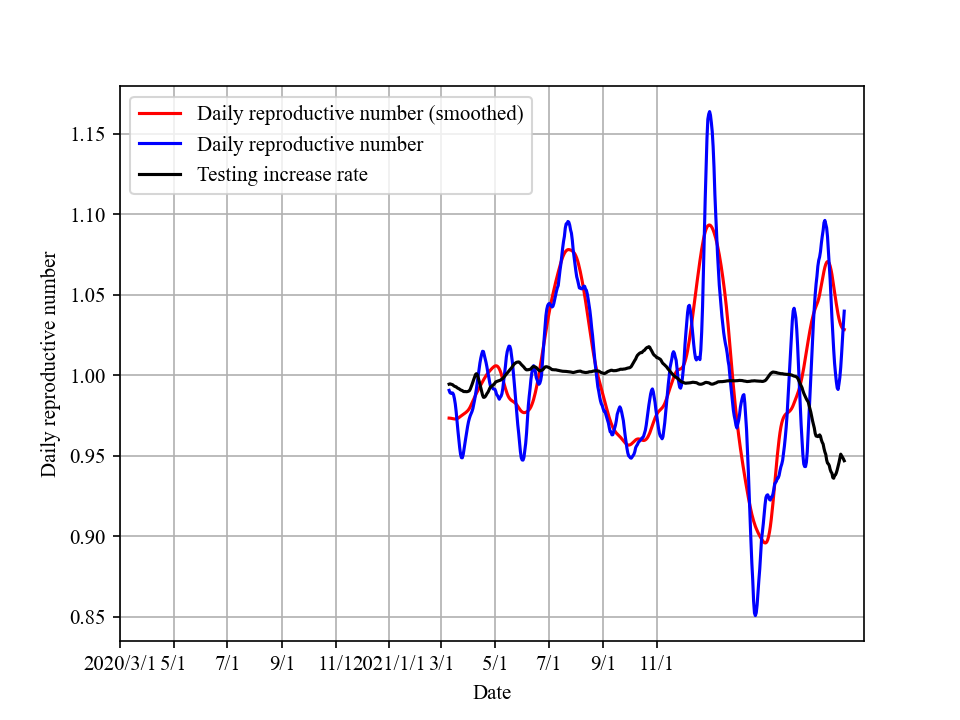 Daily reproductive number (smoothed)
Daily reproductive number
Testing increase rate
Daily reproductive number
1.15
1.10
1.05
1.00
0.95
0.90
0.85
2020/3/1 5/1 7/1 9/1 11/1 2021/1/1 3/1 5/1 7/1 9/1 11/1
Date